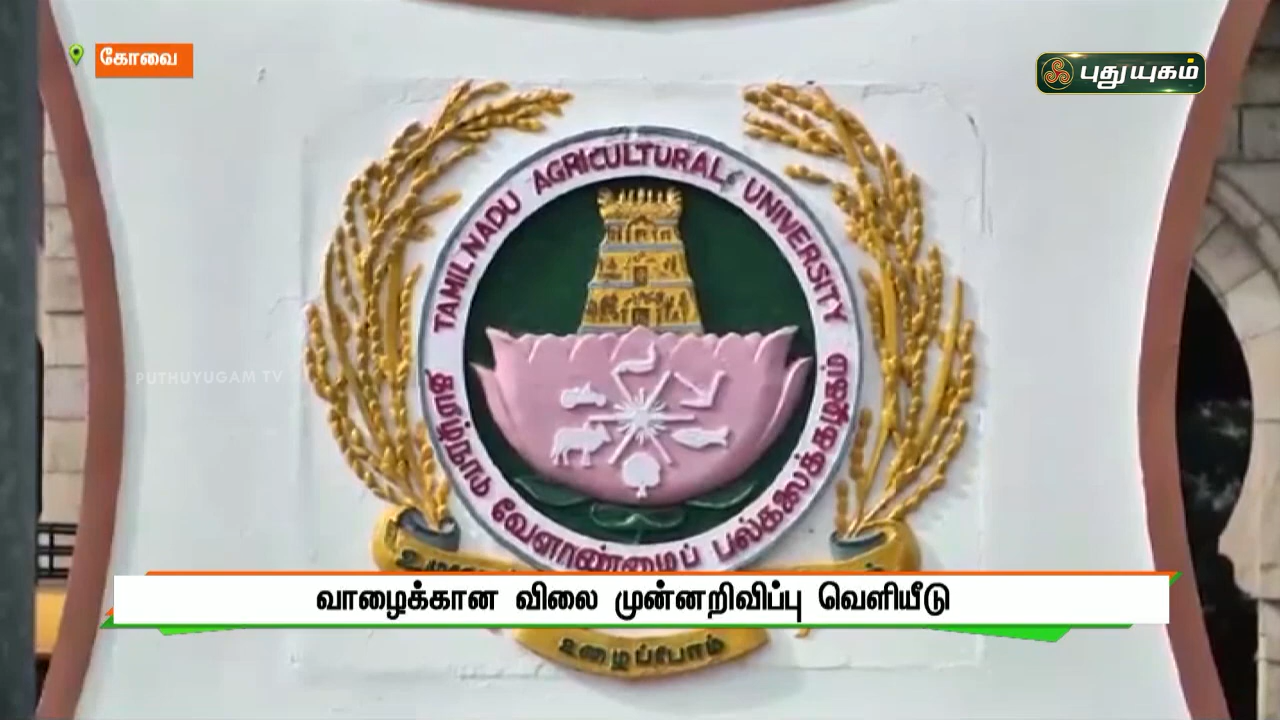 கோவை
புதுயுகம்
TAMIL NADU AGRICULTURAL UNIVERSITY
தமிழ்நாடு வேளாண்மைப் பல்கலைக்கழகம்
PUTHUYUGAM TV
வாழைக்கான விலை முன்னறிவிப்பு வெளியீடு
உழைப்போம்